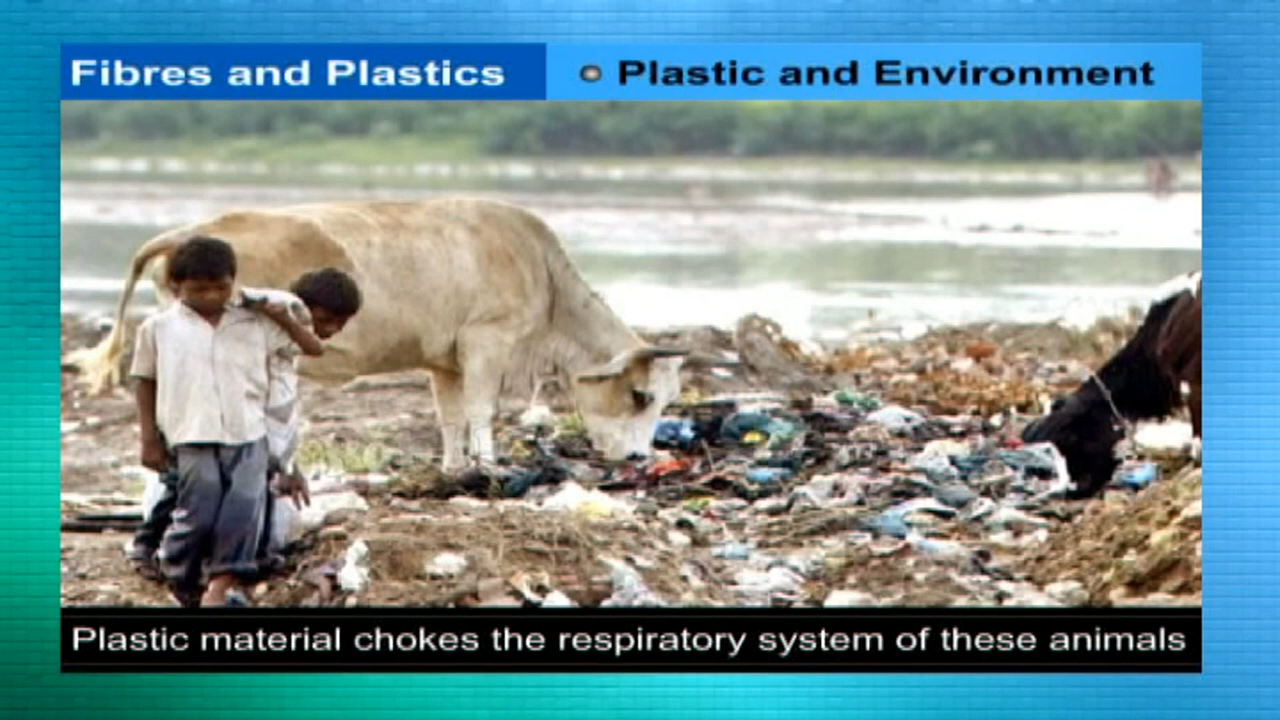 Fibres and Plastics
Plastic and Environment
Plastic material chokes the respiratory system of these animals